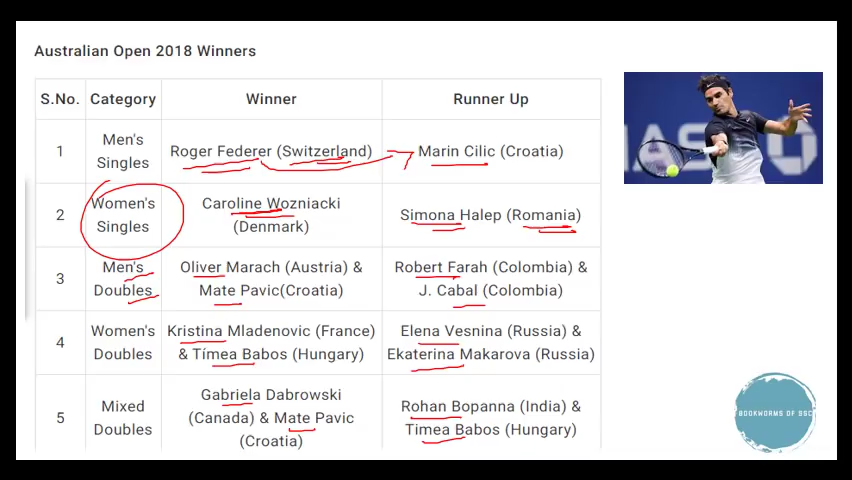 Australian Open 2018 Winners
S.No. Category Winner Runner Up
1 Men's Singles Roger Federer (Switzerland) Marin Cilic (Croatia)
2 Women's Singles Caroline Wozniacki (Denmark) Simona Halep (Romania)
3 Men's Doubles Oliver Marach (Austria) & Mate Pavic(Croatia) Robert Farah (Colombia) & J. Cabal (Colombia)
4 Women's Doubles Kristina Mladenovic (France) & Tímea Babos (Hungary) Elena Vesnina (Russia) & Ekaterina Makarova (Russia)
5 Mixed Doubles Gabriela Dabrowski (Canada) & Mate Pavic (Croatia) Rohan Bopanna (India) & Timea Babos (Hungary)
BOOKWORMS OF SSC